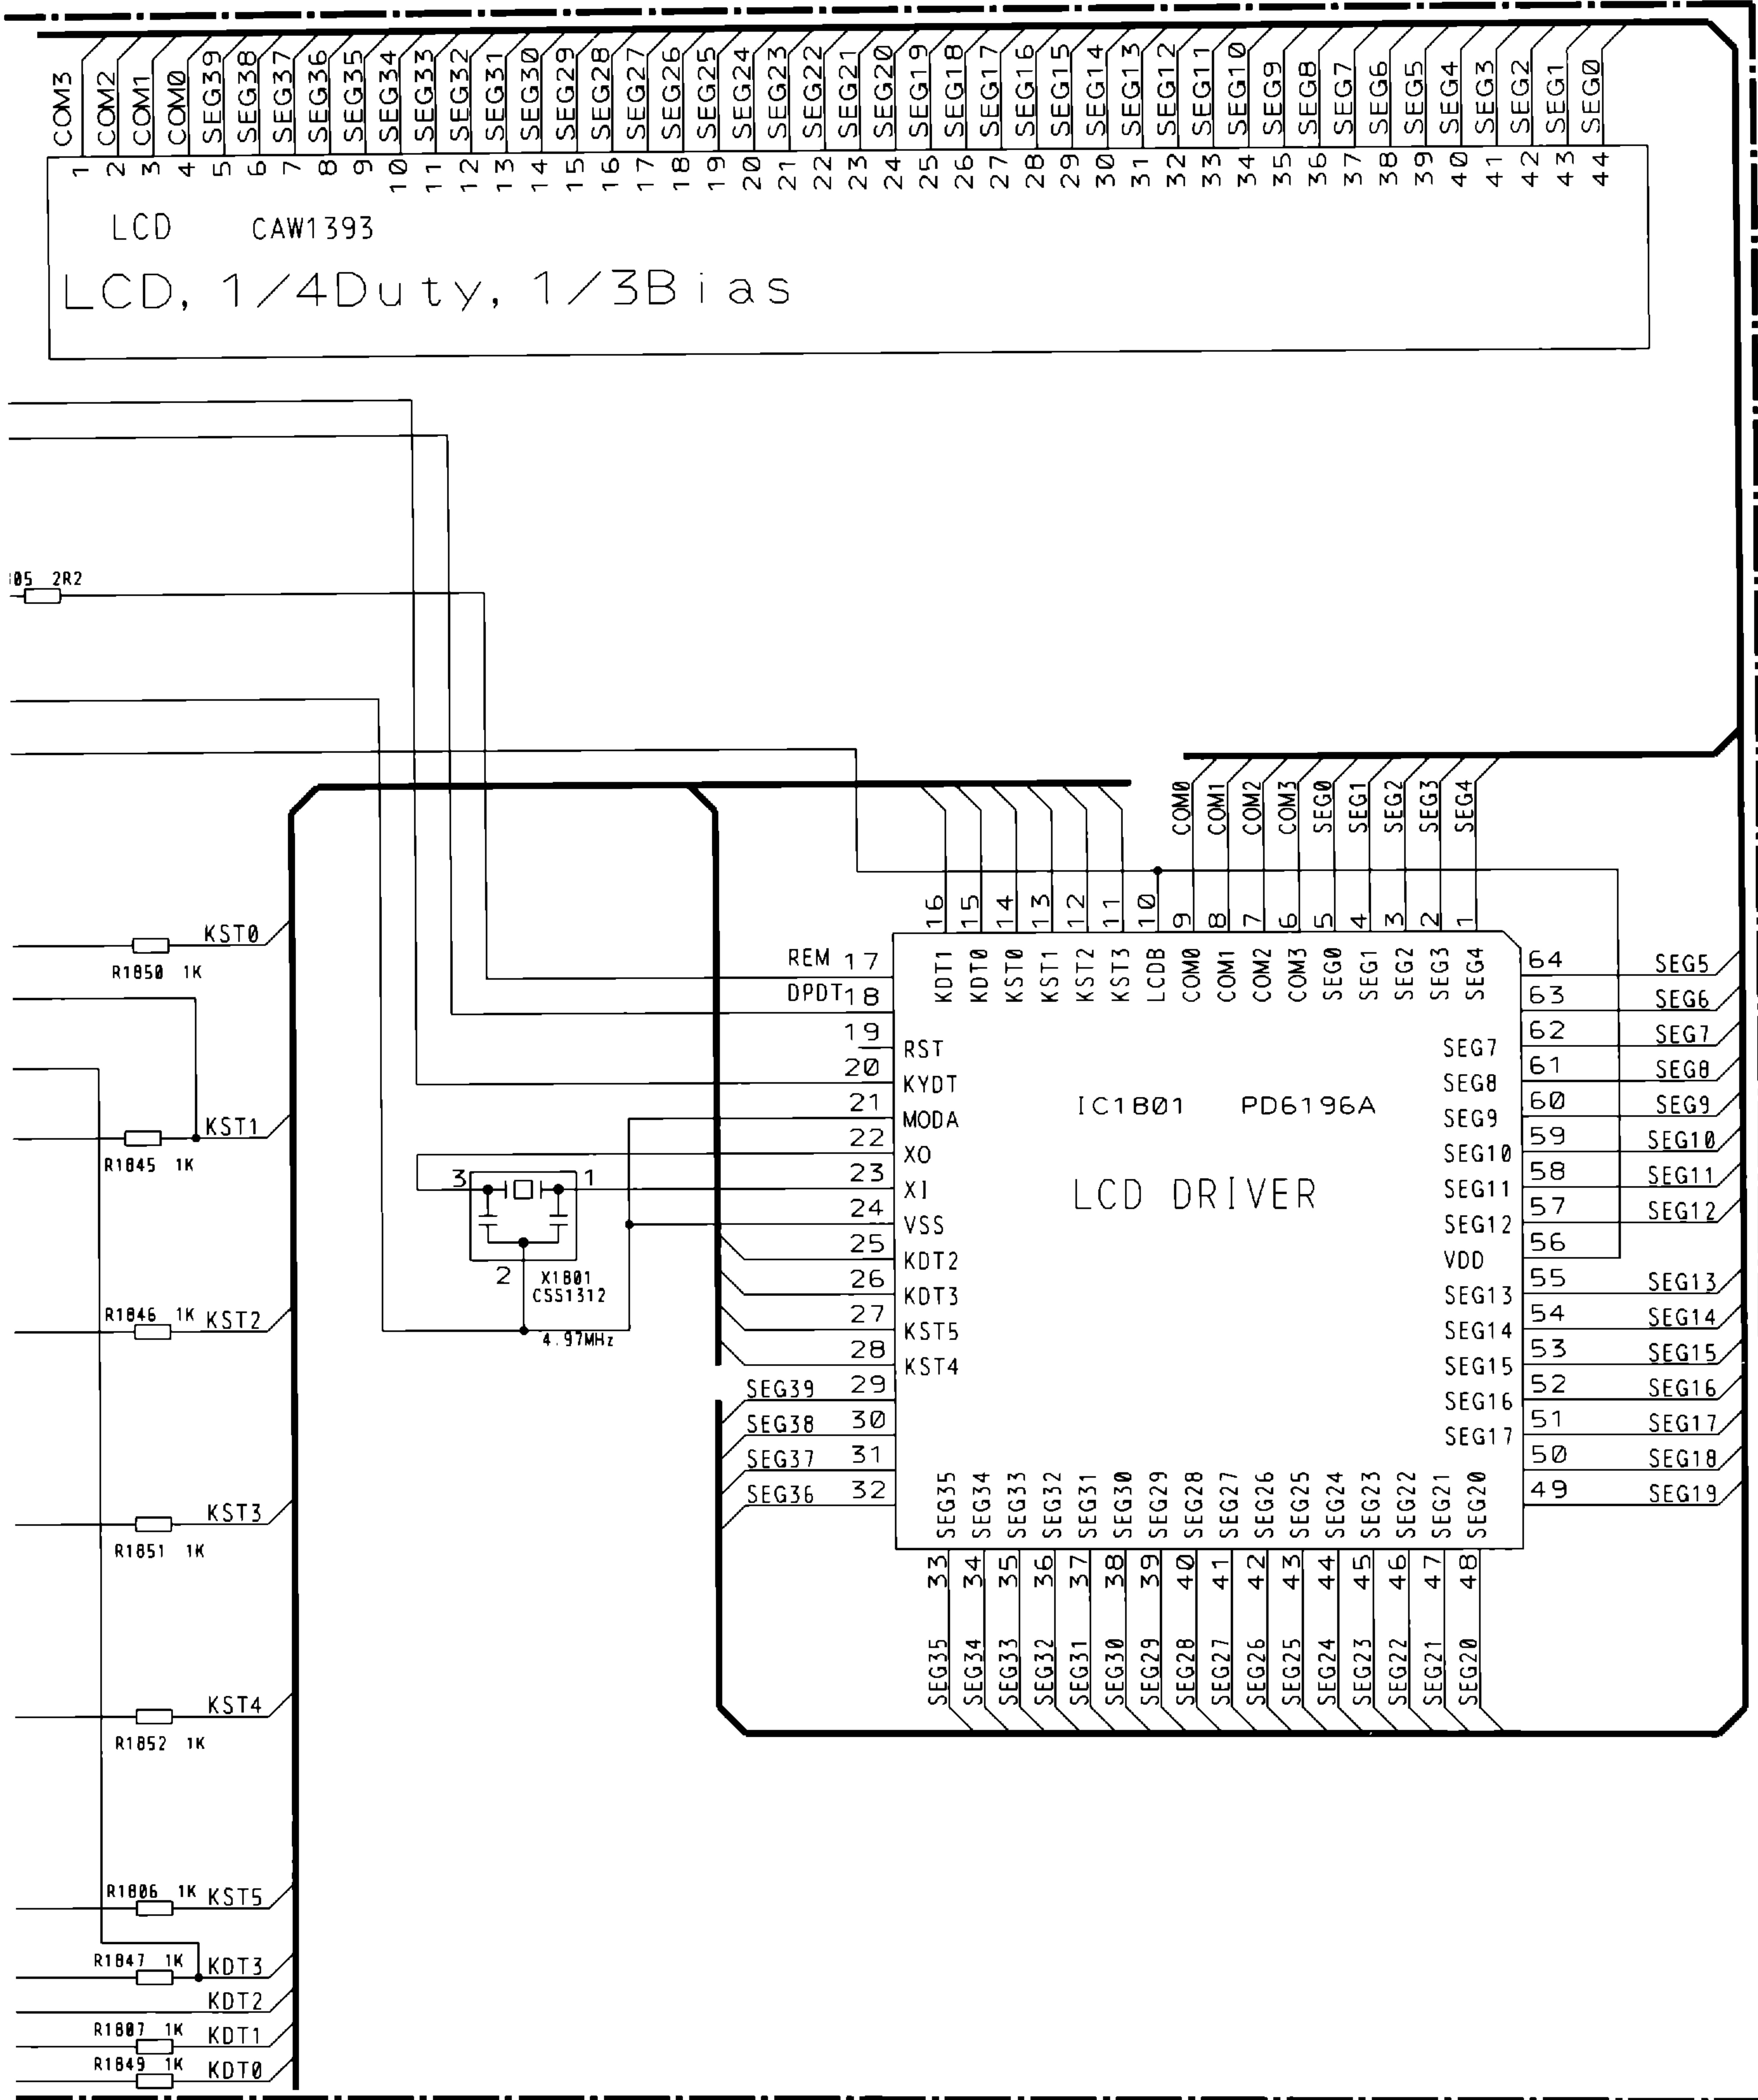 COM3 COM2 COM1 COM0 SEG39 SEG38 SEG37 SEG36 SEG35 SEG34 SEG33 SEG32 SEG31 SEG30 SEG29 SEG28 SEG27 SEG26 SEG25 SEG24 SEG23 SEG22 SEG21 SEG20 SEG19 SEG18 SEG17 SEG16 SEG15 SEG14 SEG13 SEG12 SEG11 SEG10 SEG9 SEG8 SEG7 SEG6 SEG5 SEG4 SEG3 SEG2 SEG1 SEG0
1 2 3 4 5 6 7 8 9 10 11 12 13 14 15 16 17 18 19 20 21 22 23 24 25 26 27 28 29 30 31 32 33 34 35 36 37 38 39 40 41 42 43 44
LCD CAW1393
LCD, 1/4Duty, 1/3Bias
05 2R2
COM0 COM1 COM2 COM3 SEG0 SEG1 SEG2 SEG3 SEG4
16 15 14 13 12 11 10 9 8 7 6 5 4 3 2 1
KDT1 KDT0 KST0 KST1 KST2 KST3 LCDB COM0 COM1 COM2 COM3 SEG0 SEG1 SEG2 SEG3 SEG4
KST0
R1850 1K
KST1
R1845 1K
R1846 1K KST2
KST3
R1851 1K
KST4
R1852 1K
R1806 1K KST5
R1847 1K KDT3
KDT2
R1807 1K KDT1
R1849 1K KDT0
3 1
2 X1801
CSS1312
4.97MHz
REM 17
DPDT 18
19 RST
20 KYDT
21 MODA
22 XO
23 XI
24 VSS
25 KDT2
26 KDT3
27 KST5
28 KST4
SEG39 29
SEG38 30
SEG37 31
SEG36 32
IC1801 PD6196A
LCD DRIVER
64 SEG5
63 SEG6
SEG7 62 SEG7
SEG8 61 SEG8
SEG9 60 SEG9
SEG10 59 SEG10
SEG11 58 SEG11
SEG12 57 SEG12
VDD 56
SEG13 55 SEG13
SEG14 54 SEG14
SEG15 53 SEG15
SEG16 52 SEG16
SEG17 51 SEG17
50 SEG18
49 SEG19
SEG35 SEG34 SEG33 SEG32 SEG31 SEG30 SEG29 SEG28 SEG27 SEG26 SEG25 SEG24 SEG23 SEG22 SEG21 SEG20
33 34 35 36 37 38 39 40 41 42 43 44 45 46 47 48
SEG35 SEG34 SEG33 SEG32 SEG31 SEG30 SEG29 SEG28 SEG27 SEG26 SEG25 SEG24 SEG23 SEG22 SEG21 SEG20